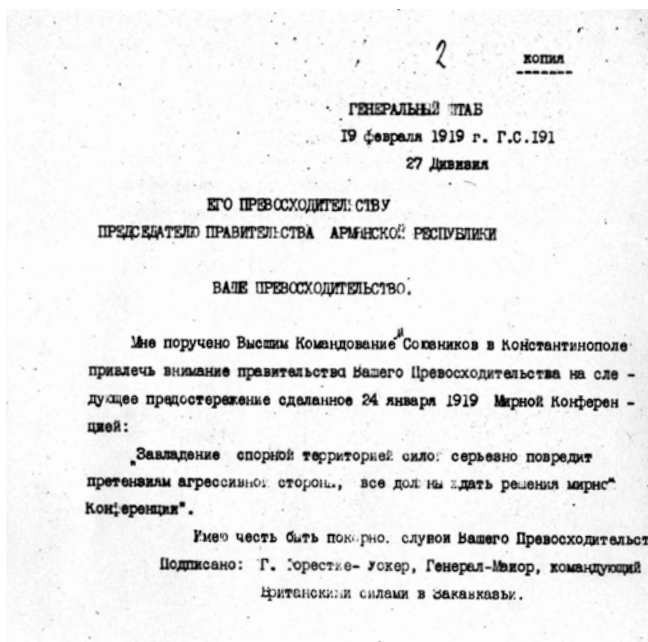 2
копия
ГЕНЕРАЛЬНЫЙ ШТАБ
19 февраля 1919 г. Г.С.191
27 Дивизия
ЕГО ПРЕВОСХОДИТЕЛЬСТВУ
ПРЕДСЕДАТЕЛЮ ПРАВИТЕЛЬСТВА АРМЯНСКОЙ РЕСПУБЛИКИ
ВАШЕ ПРЕВОСХОДИТЕЛЬСТВО.
Мне поручено Высшим Командование й Союзников в Константинополе
привлечь внимание правительства Вашего Превосходительства на сле -
дующее предостережение сделанное 24 января 1919 Мирной Конферен -
цией:
"Завладение спорной территорией силой серьезно повредит
претензиям агрессивной стороны, все должны ждать решения мирно
Конференции".
Имею честь быть покорно. слугой Вашего Превосходительст
Подписано: Г. Форестие- Уокер, Генерал-Майор, командующий
Британскими силами в Закавказьи.